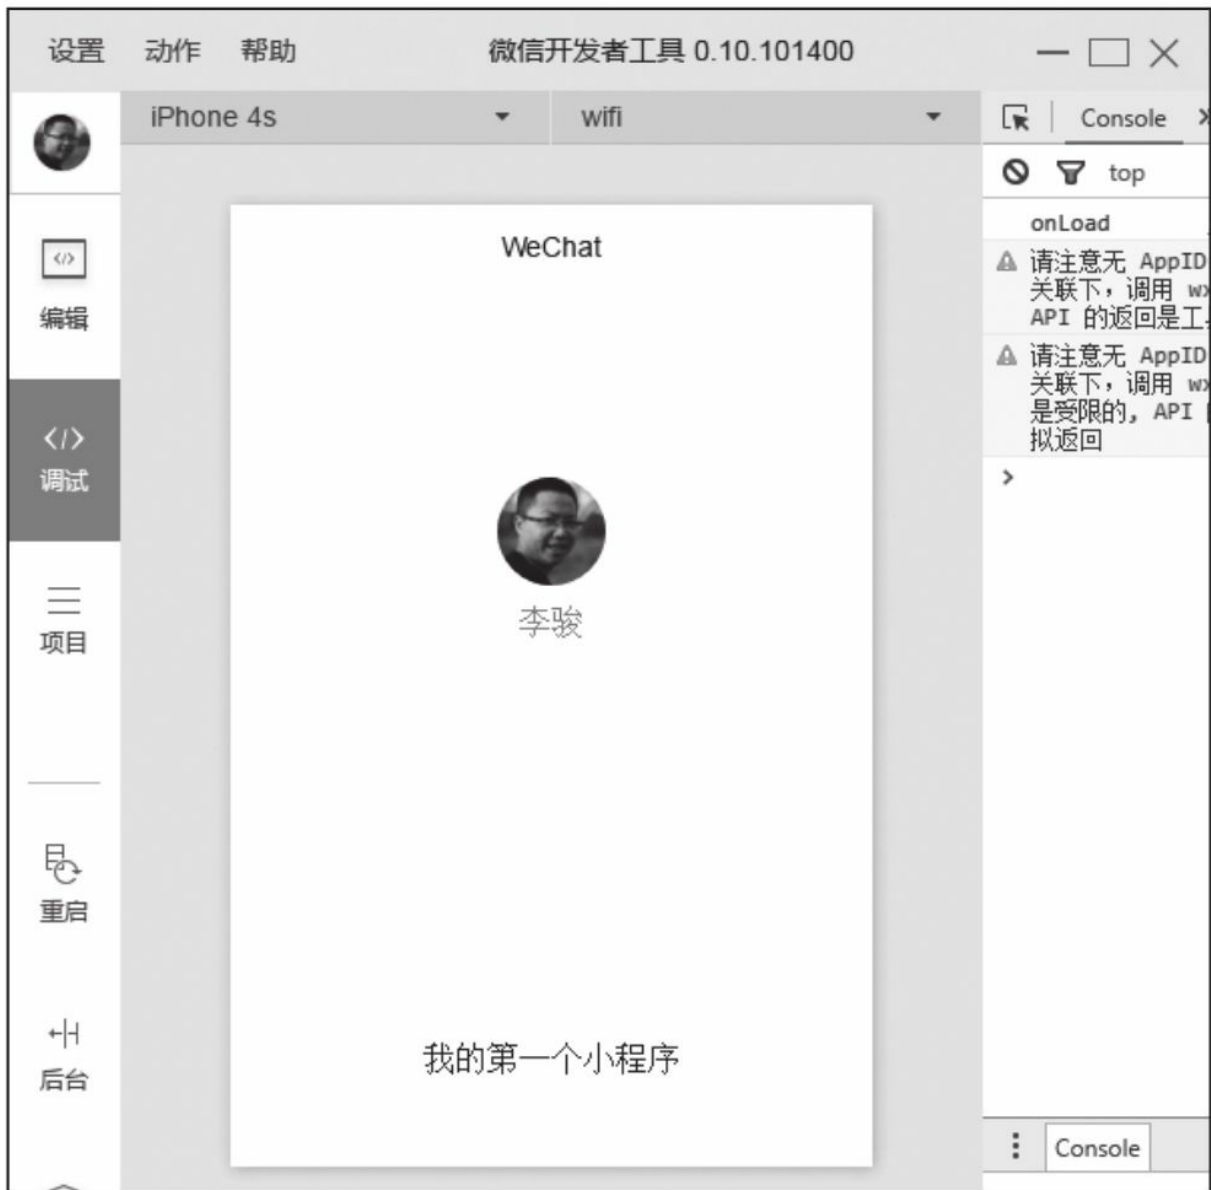 设置 动作 帮助 微信开发者工具 0.10.101400
iPhone 4s wifi
Console
top
编辑
调试
项目
重启
后台
WeChat
李骏
我的第一个小程序
onLoad
请注意无 AppID
关联下，调用
API 的返回是工
请注意无 AppID
关联下，调用
是受限的, API
拟返回
Console